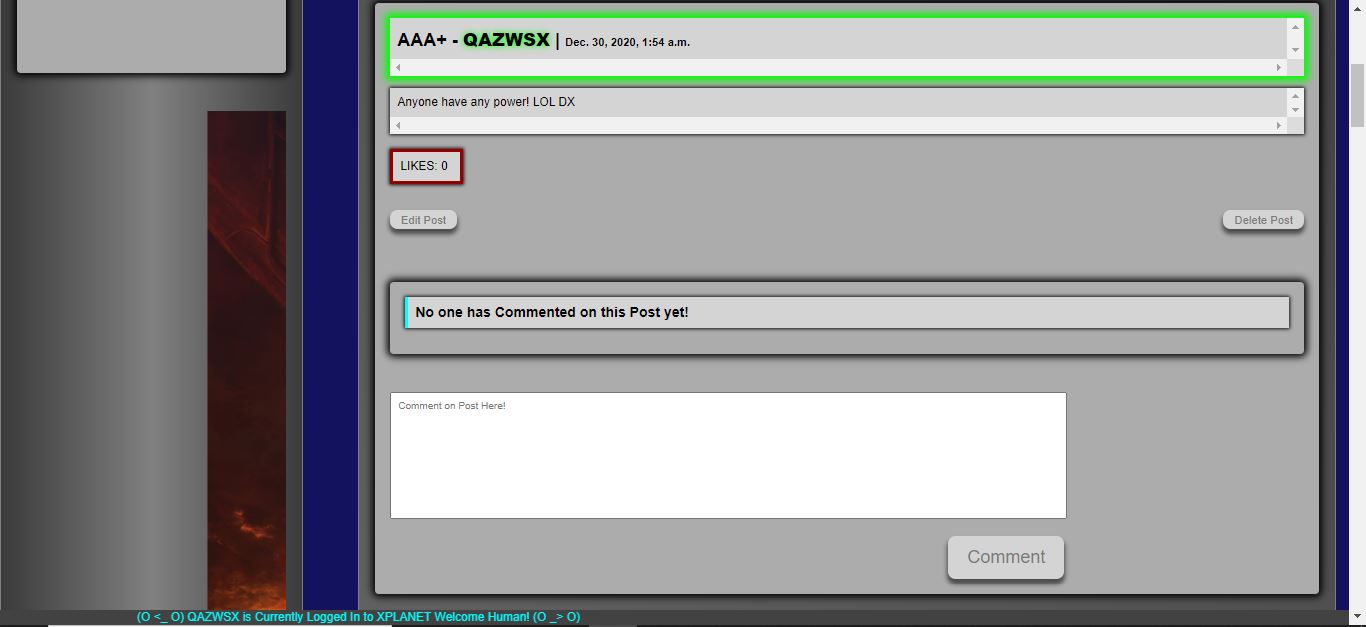 AAA+ - QAZWSX | Dec. 30, 2020, 1:54 a.m.
Anyone have any power! LOL DX
LIKES: 0
Edit Post
Delete Post
No one has Commented on this Post yet!
Comment on Post Here!
Comment
(O <_ O) QAZWSX is Currently Logged In to XPLANET Welcome Human! (O _> O)